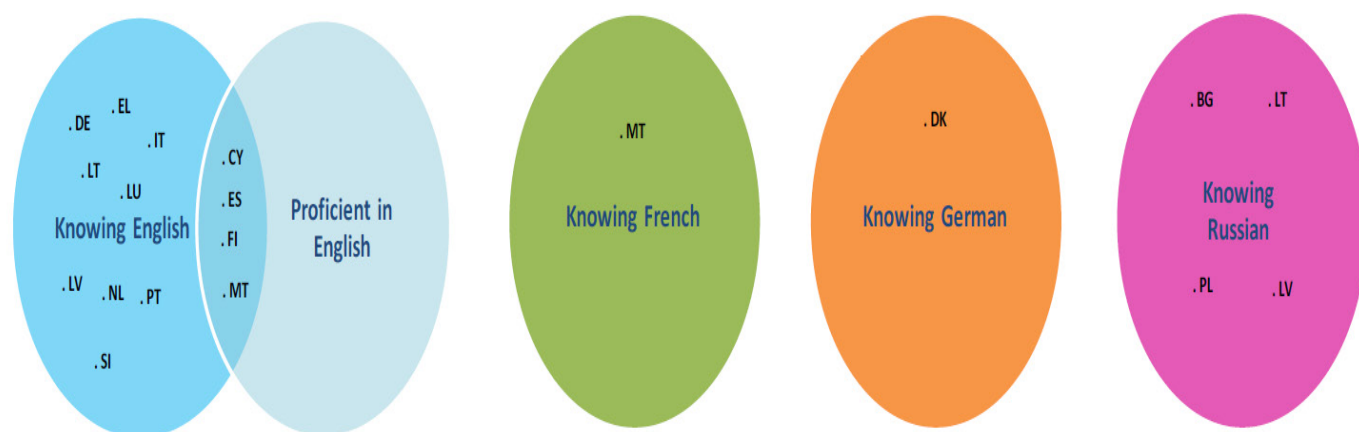 . EL
. DE
. IT
. LT
. LU
Knowing English
. LV
. NL
. PT
. SI
. CY
. ES
. FI
. MT
Proficient in
English
. MT
Knowing French
. DK
Knowing German
. BG
. LT
Knowing
Russian
. PL
. LV